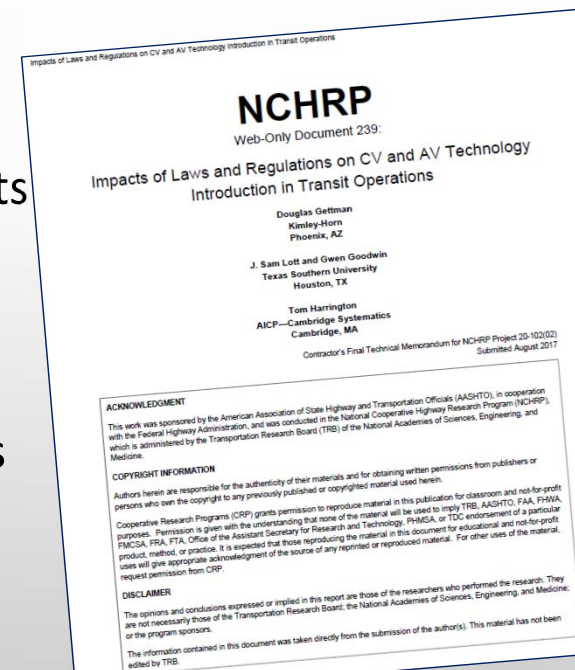 Impacts of Laws and Regulations on CV and AV Technology Introduction in Transit Operations
NCHRP
Web-Only Document 239:
Impacts of Laws and Regulations on CV and AV Technology
Introduction in Transit Operations
Douglas Gettman
Kimley-Horn
Phoenix, AZ
J. Sam Lott and Gwen Goodwin
Texas Southern University
Houston, TX
Tom Harrington
AICP—Cambridge Systematics
Cambridge, MA
Contractor's Final Technical Memorandum for NCHRP Project 20-102(02)
Submitted August 2017
ACKNOWLEDGMENT
This work was sponsored by the American Association of State Highway and Transportation Officials (AASHTO), in cooperation
with the Federal Highway Administration, and was conducted in the National Cooperative Highway Research Program (NCHRP),
which is administered by the Transportation Research Board (TRB) of the National Academies of Sciences, Engineering, and
Medicine.
COPYRIGHT INFORMATION
Authors herein are responsible for the authenticity of their materials and for obtaining written permissions from publishers or
persons who own the copyright to any previously published or copyrighted material used herein.
Cooperative Research Programs (CRP) grants permission to reproduce material in this publication for classroom and not-for-profit
purposes. Permission is given with the understanding that none of the material will be used to imply TRB, AASHTO, FAA, FHWA,
FMCSA, FRA, FTA, Office of the Assistant Secretary for Research and Technology, PHMSA, or TDC endorsement of a particular
product, method, or practice. It is expected that those reproducing the material in this document for educational and not-for-profit
uses will give appropriate acknowledgment of the source of any reprinted or reproduced material. For other uses of the material,
request permission from CRP.
DISCLAIMER
The opinions and conclusions expressed or implied in this report are those of the researchers who performed the research. They
are not necessarily those of the Transportation Research Board; the National Academies of Sciences, Engineering, and Medicine;
or the program sponsors.
The information contained in this document was taken directly from the submission of the author(s). This material has not been
edited by TRB.
ts
s